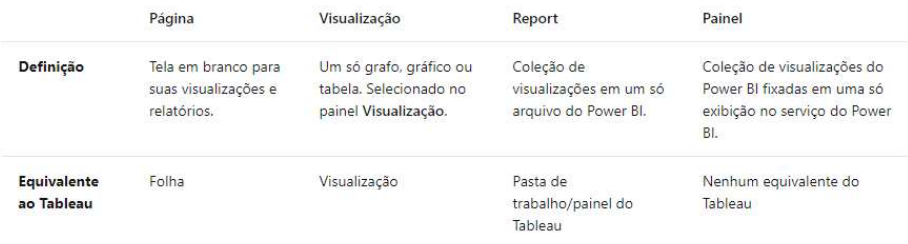 Página Visualização Report Painel
Definição Tela em branco para Um só grafo, gráfico ou Coleção de Coleção de visualizações do
suas visualizações e tabela. Selecionado no visualizações em um só Power BI fixadas em uma só
relatórios. painel Visualização. arquivo do Power BI. exibição no serviço do Power
BI.
Equivalente Folha Visualização Pasta de Nenhum equivalente do
ao Tableau trabalho/painel do Tableau
Tableau